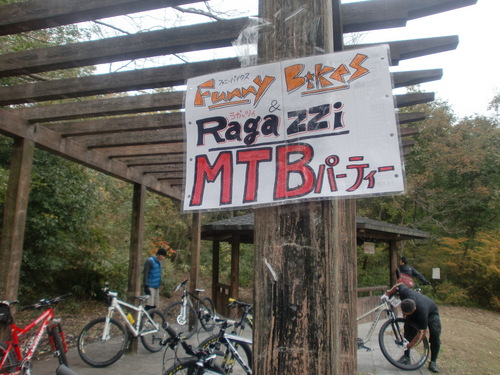 ファニーバイクス
Funny Bikes
&
ラガッツィ
Ragazzi
MTBパーティー